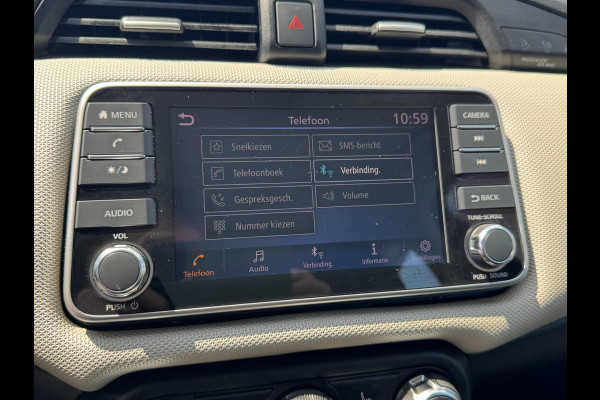 Telefoon 10:59
MENU
CAMERA
Snelkiezen
SMS-bericht
Telefoonboek
Verbinding.
Gespreksgesch.
Volume
Nummer kiezen
AUDIO
BACK
VOL
TUNE·SCROLL
Telefoon
Audio
Verbinding.
Informatie
PUSH
PUSH SOUND